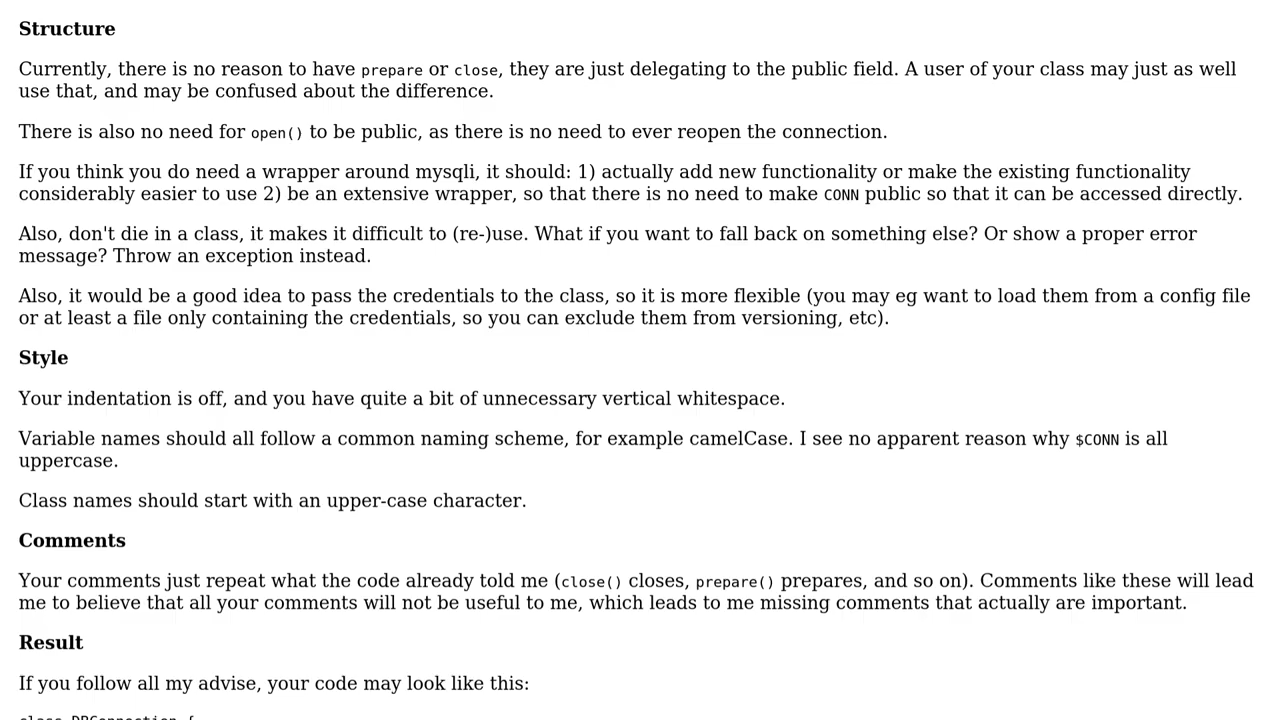 Structure
Currently, there is no reason to have prepare or close, they are just delegating to the public field. A user of your class may just as well
use that, and may be confused about the difference.
There is also no need for open() to be public, as there is no need to ever reopen the connection.
If you think you do need a wrapper around mysqli, it should: 1) actually add new functionality or make the existing functionality
considerably easier to use 2) be an extensive wrapper, so that there is no need to make CONN public so that it can be accessed directly.
Also, don't die in a class, it makes it difficult to (re-)use. What if you want to fall back on something else? Or show a proper error
message? Throw an exception instead.
Also, it would be a good idea to pass the credentials to the class, so it is more flexible (you may eg want to load them from a config file
or at least a file only containing the credentials, so you can exclude them from versioning, etc).
Style
Your indentation is off, and you have quite a bit of unnecessary vertical whitespace.
Variable names should all follow a common naming scheme, for example camelCase. I see no apparent reason why $CONN is all
uppercase.
Class names should start with an upper-case character.
Comments
Your comments just repeat what the code already told me (close() closes, prepare() prepares, and so on). Comments like these will lead
me to believe that all your comments will not be useful to me, which leads to me missing comments that actually are important.
Result
If you follow all my advise, your code may look like this:
class DBConnection {